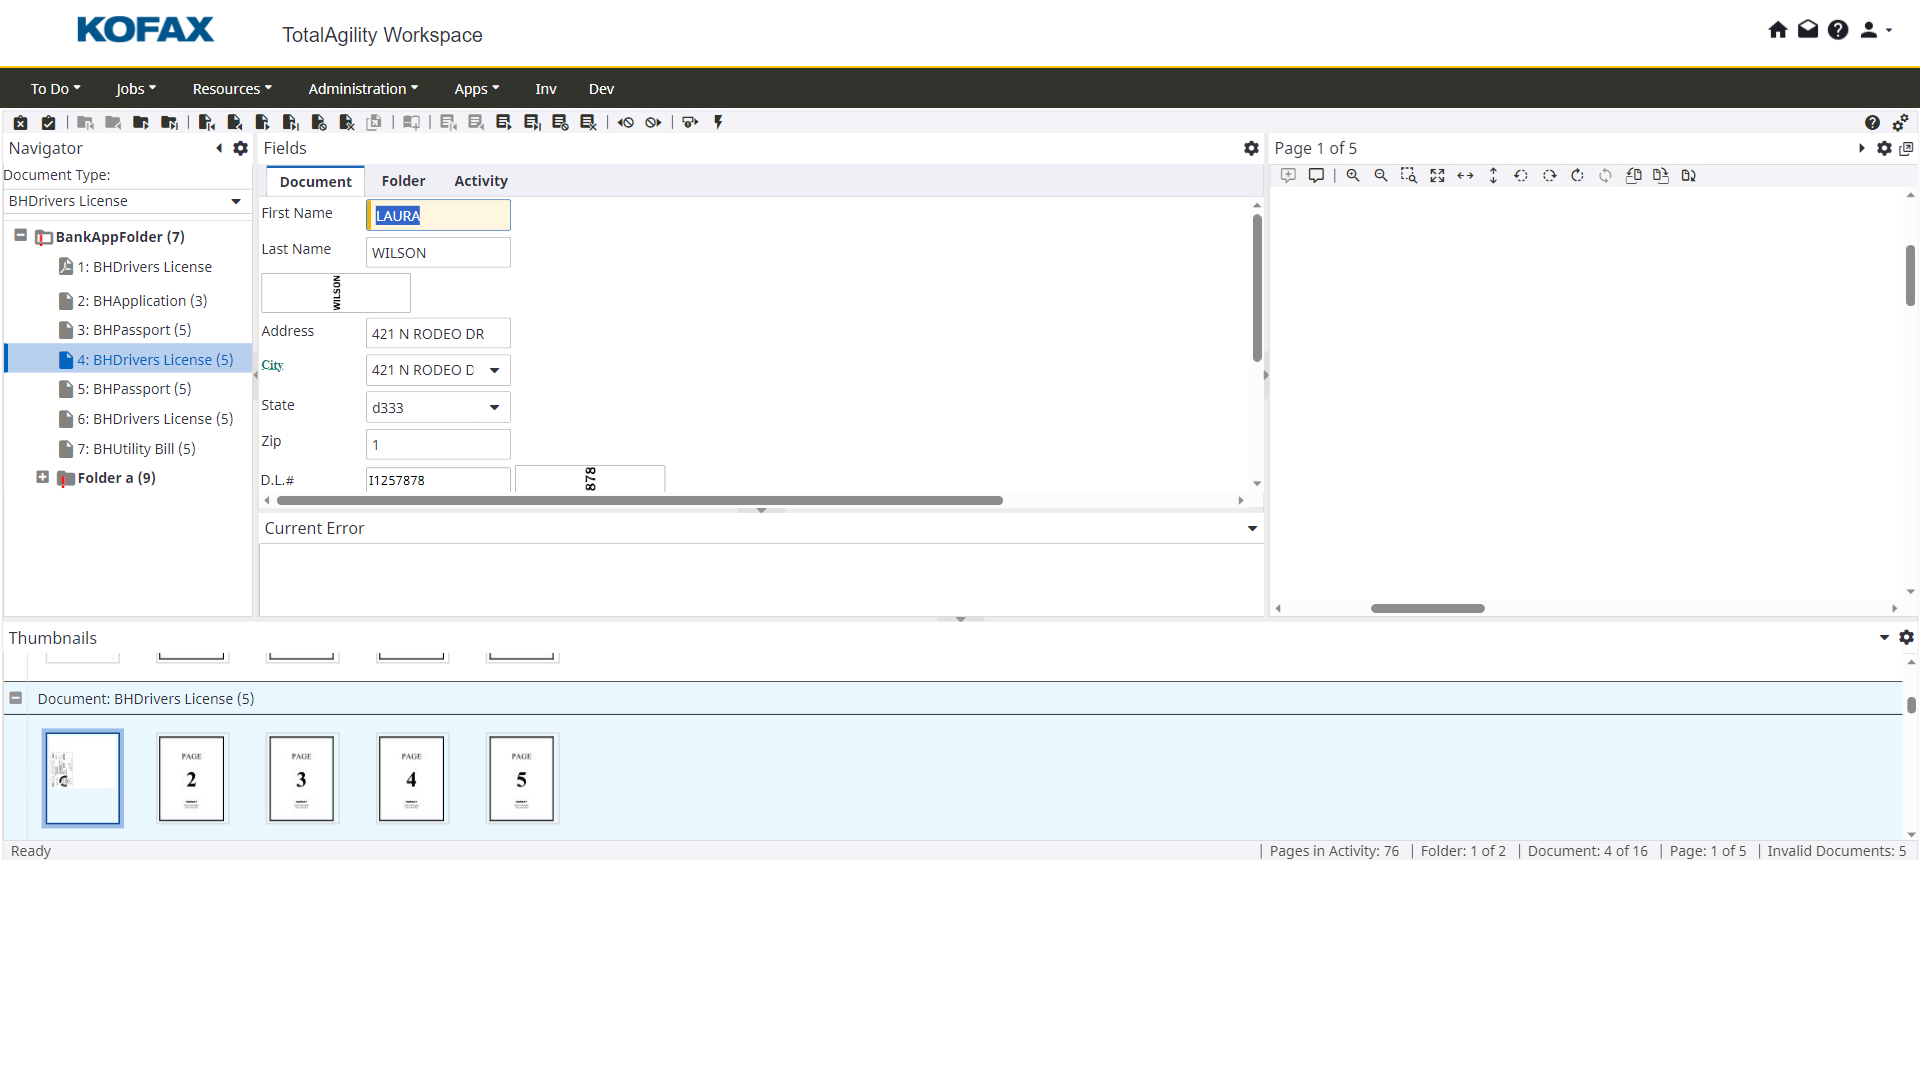 KOFAX
TotalAgility Workspace
To Do Jobs Resources Administration Apps Inv Dev
Navigator
Document Type:
BHDrivers License
BankAppFolder (7)
1: BHDrivers License
2: BHApplication (3)
3: BHPassport (5)
4: BHDrivers License (5)
5: BHPassport (5)
6: BHDrivers License (5)
7: BHUtility Bill (5)
Folder a (9)
Fields
Document Folder Activity
First Name LAURA
Last Name WILSON
WILSON
Address 421 N RODEO DR
City 421 N RODEO D
State d333
Zip 1
D.L.# I1257878 878
Current Error
Page 1 of 5
Thumbnails
Document: BHDrivers License (5)
PAGE 2
PAGE 3
PAGE 4
PAGE 5
Ready
Pages in Activity: 76 | Folder: 1 of 2 | Document: 4 of 16 | Page: 1 of 5 | Invalid Documents: 5